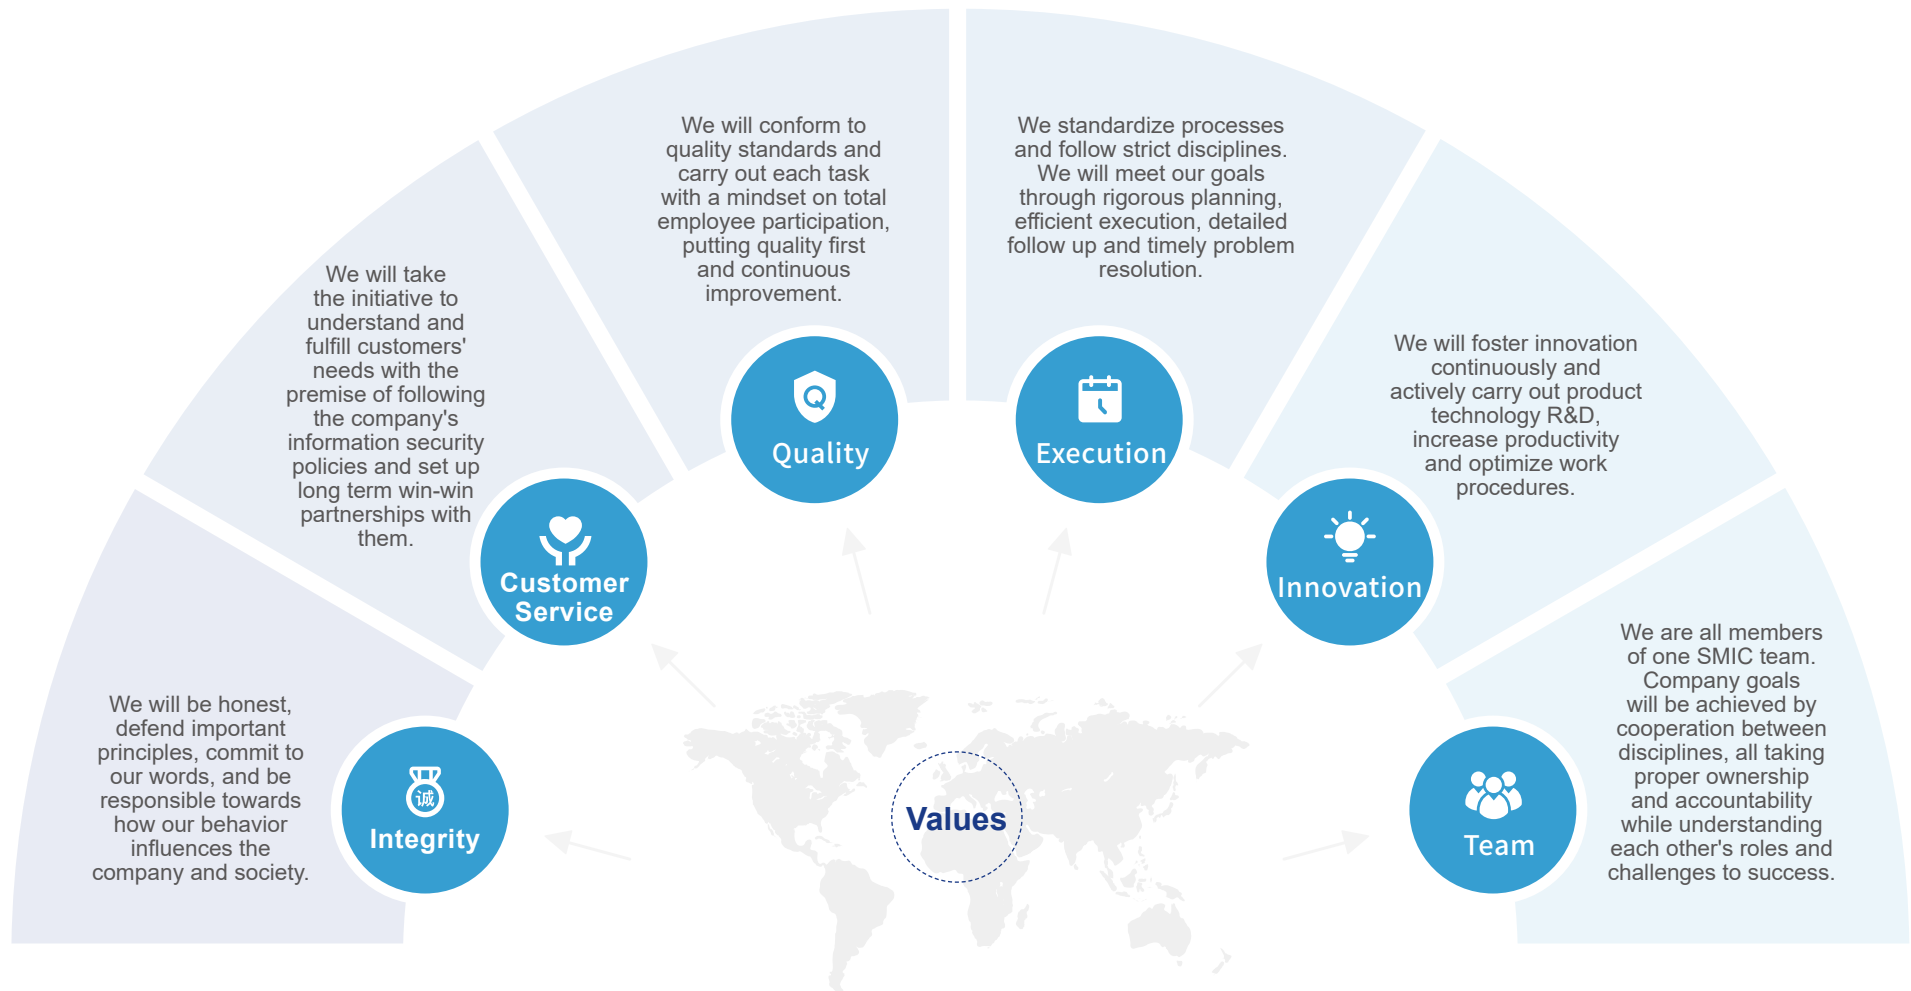 We will be honest,
defend important
principles, commit to
our words, and be
responsible towards
how our behavior
influences the
company and society.
诚
Integrity
We will take
the initiative to
understand and
fulfill customers'
needs with the
premise of following
the company's
information security
policies and set up
long term win-win
partnerships with
them.
Customer
Service
We will conform to
quality standards and
carry out each task
with a mindset on total
employee participation,
putting quality first
and continuous
improvement.
Q
Quality
We standardize processes
and follow strict disciplines.
We will meet our goals
through rigorous planning,
efficient execution, detailed
follow up and timely problem
resolution.
Execution
We will foster innovation
continuously and
actively carry out product
technology R&D,
increase productivity
and optimize work
procedures.
Innovation
We are all members
of one SMIC team.
Company goals
will be achieved by
cooperation between
disciplines, all taking
proper ownership
and accountability
while understanding
each other's roles and
challenges to success.
Team
Values